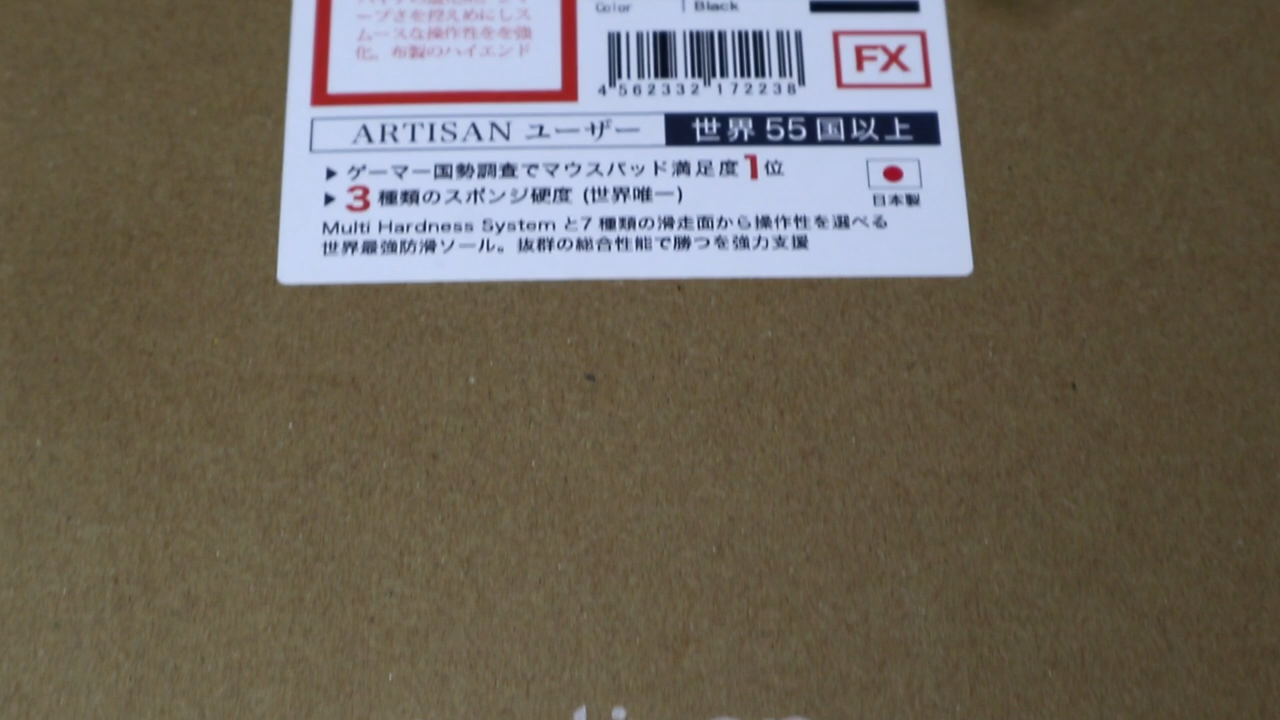 ープさを控えめにしス
ムースな操作性をを強
化。布製のハイエンド
Color Black
4 562332 172238
FX
ARTISAN ユーザー 世界 55 国以上
▶ ゲーマー国勢調査でマウスパッド満足度1位
▶ 3 種類のスポンジ硬度 (世界唯一)
日本製
Multi Hardness System と7 種類の滑走面から操作性を選べる
世界最強防滑ソール。抜群の総合性能で勝つを強力支援